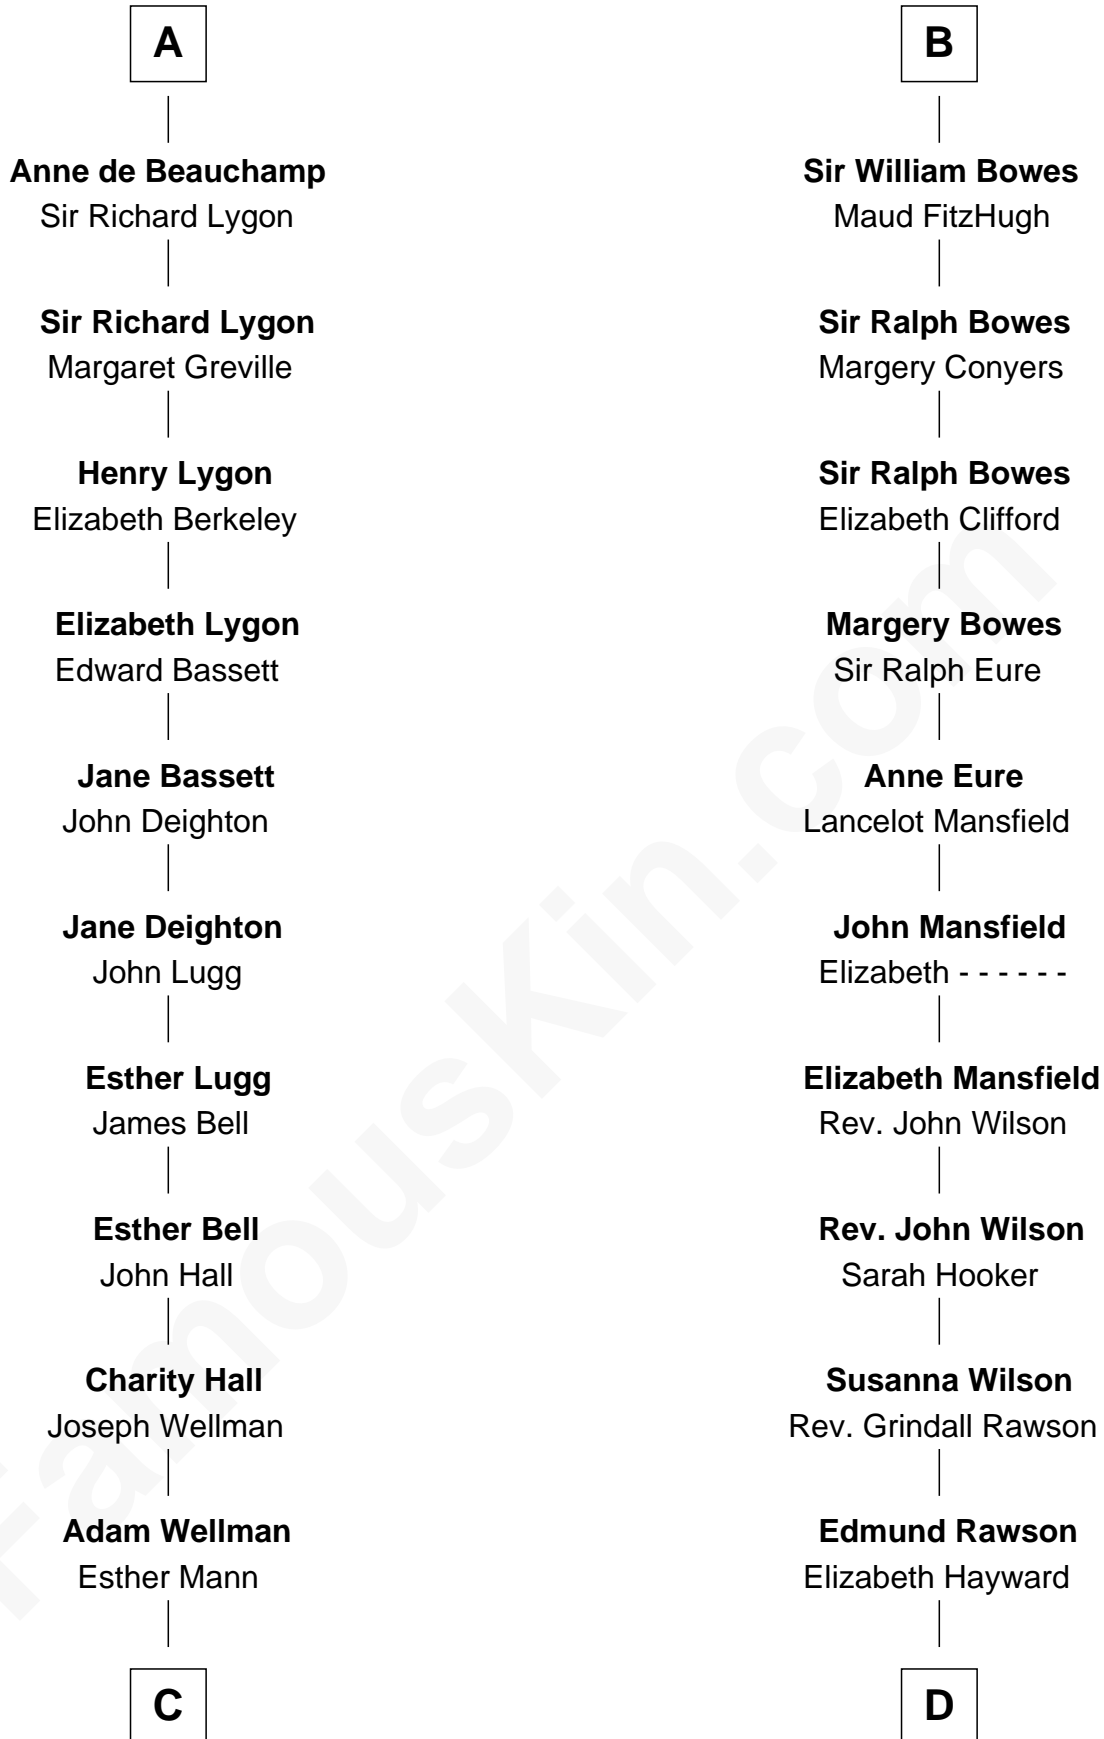 A
Anne de Beauchamp
Sir Richard Lygon
Sir Richard Lygon
Margaret Greville
Henry Lygon
Elizabeth Berkeley
Elizabeth Lygon
Edward Bassett
Jane Bassett
John Deighton
Jane Deighton
John Lugg
Esther Lugg
James Bell
Esther Bell
John Hall
Charity Hall
Joseph Wellman
Adam Wellman
Esther Mann
C
B
Sir William Bowes
Maud FitzHugh
Sir Ralph Bowes
Margery Conyers
Sir Ralph Bowes
Elizabeth Clifford
Margery Bowes
Sir Ralph Eure
Anne Eure
Lancelot Mansfield
John Mansfield
Elizabeth - - - - - -
Elizabeth Mansfield
Rev. John Wilson
Rev. John Wilson
Sarah Hooker
Susanna Wilson
Rev. Grindall Rawson
Edmund Rawson
Elizabeth Hayward
D
FamousKin.com